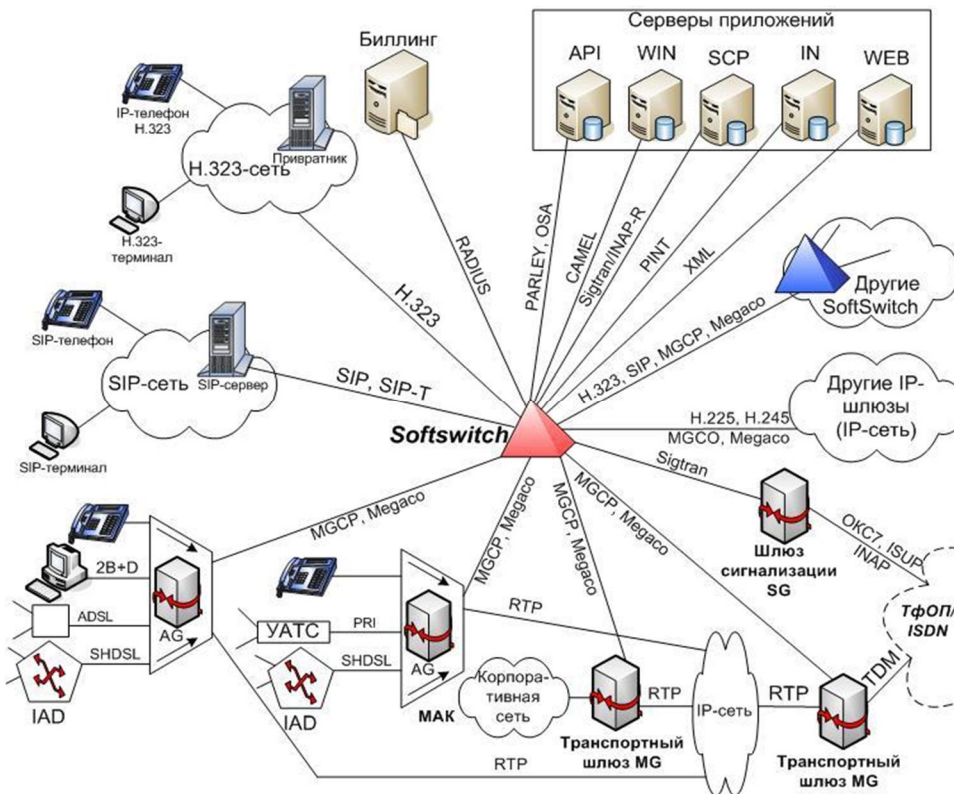 Серверы приложений
Биллинг
API
WIN
SCP
IN
WEB
IP-телефон
H.323
Привратник
H.323-сеть
H.323-
терминал
RADIUS
PARLEY, OSA
CAMEL
Sigtran/INAP-R
PINT
XML
H.323
Другие
SoftSwitch
H.323, SIP, MGCP, Megaco
SIP-телефон
SIP-сеть
SIP-сервер
SIP, SIP-T
SIP-терминал
Softswitch
H.225, H.245
MGCO, Megaco
Другие IP-
шлюзы
(IP-сеть)
Sigtran
MGCP, Megaco
MGCP, Megaco
MGCP, Megaco
MGCP, Megaco
Шлюз
сигнализации
SG
ОКС7, ISUP
INAP
ТфОП/
ISDN
2B+D
ADSL
AG
SHDSL
IAD
УАТС
PRI
SHDSL
AG
IAD
МАК
RTP
Корпора-
тивная
сеть
RTP
IP-сеть
RTP
TDM
Транспортный
шлюз MG
Транспортный
шлюз MG
RTP